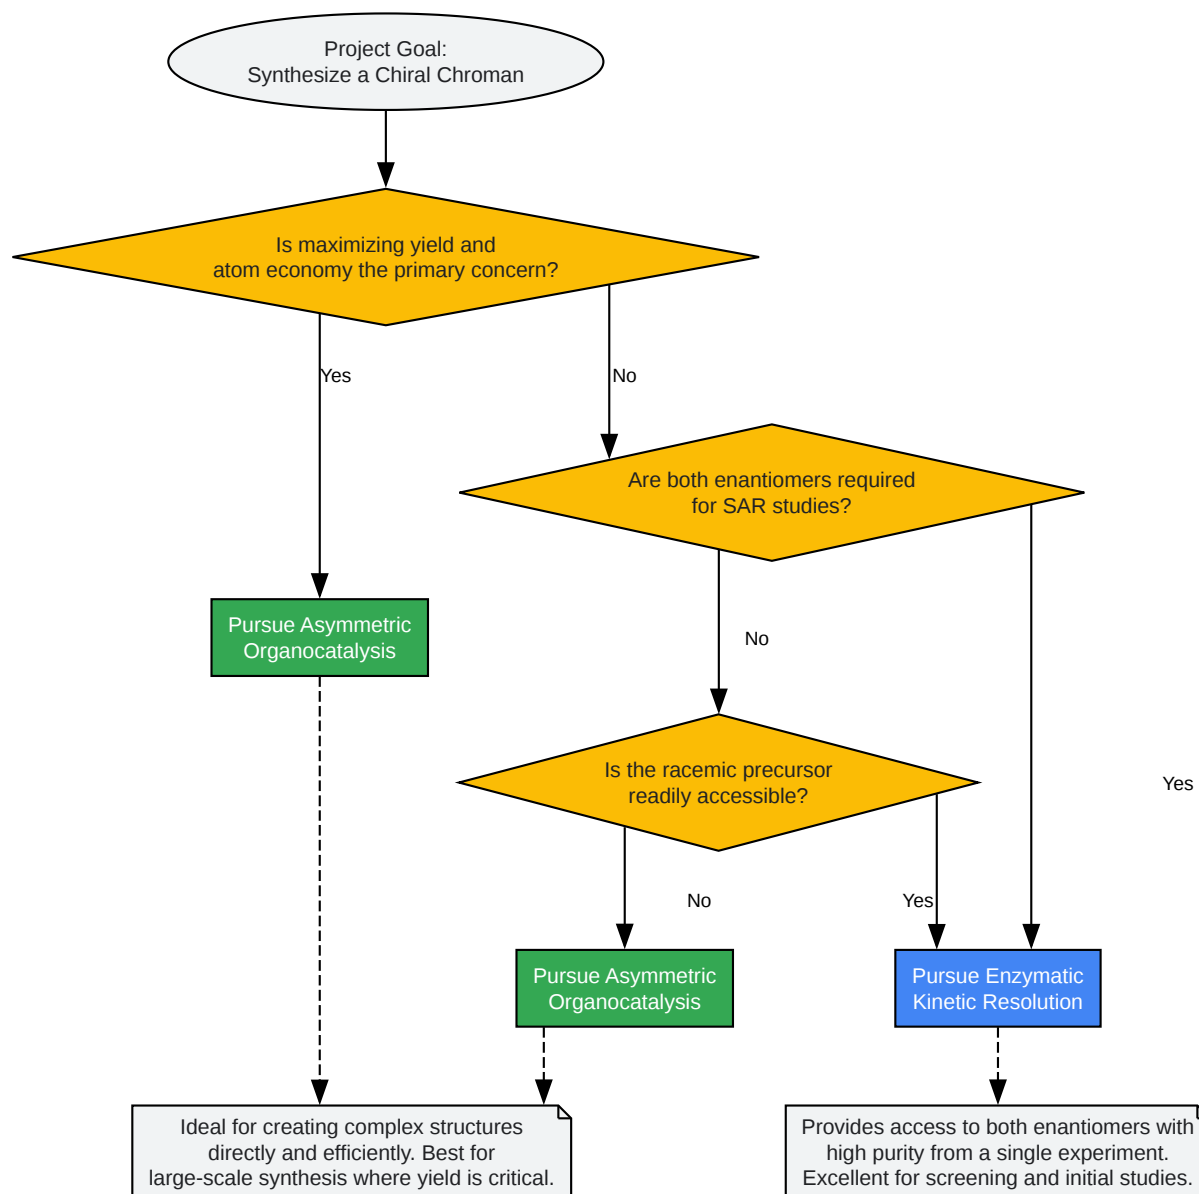 Project Goal:
Synthesize a Chiral Chroman
Is maximizing yield and
atom economy the primary concern?
Yes
No
Are both enantiomers required
for SAR studies?
Pursue Asymmetric
Organocatalysis
No
Is the racemic precursor
readily accessible?
Yes
No
Yes
Pursue Asymmetric
Organocatalysis
Pursue Enzymatic
Kinetic Resolution
Ideal for creating complex structures
directly and efficiently. Best for
large-scale synthesis where yield is critical.
Provides access to both enantiomers with
high purity from a single experiment.
Excellent for screening and initial studies.